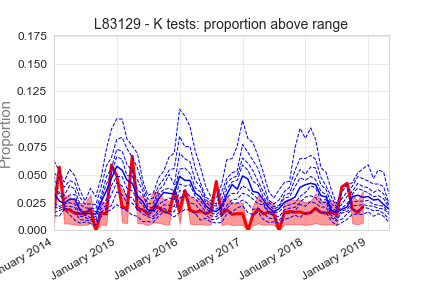 L83129 - K tests: proportion above range
Proportion
0.175
0.150
0.125
0.100
0.075
0.050
0.025
0.000
nuary 2014
January 2015
January 2016
January 2017
January 2018
January 2019